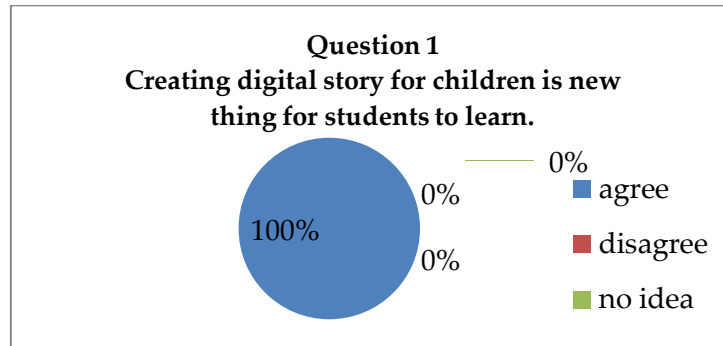 Question 1
Creating digital story for children is new
thing for students to learn.
0%
0%
100%
0%
agree
disagree
no idea